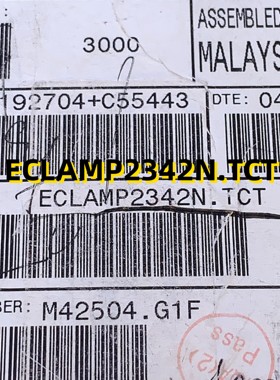 3000
ASSEMBLED
MALAYS
192704+C55443
DTE: 04
ECLAMP2342N.TCT
ECLAMP2342N.TCT
BER: M42504.G1F
Pass